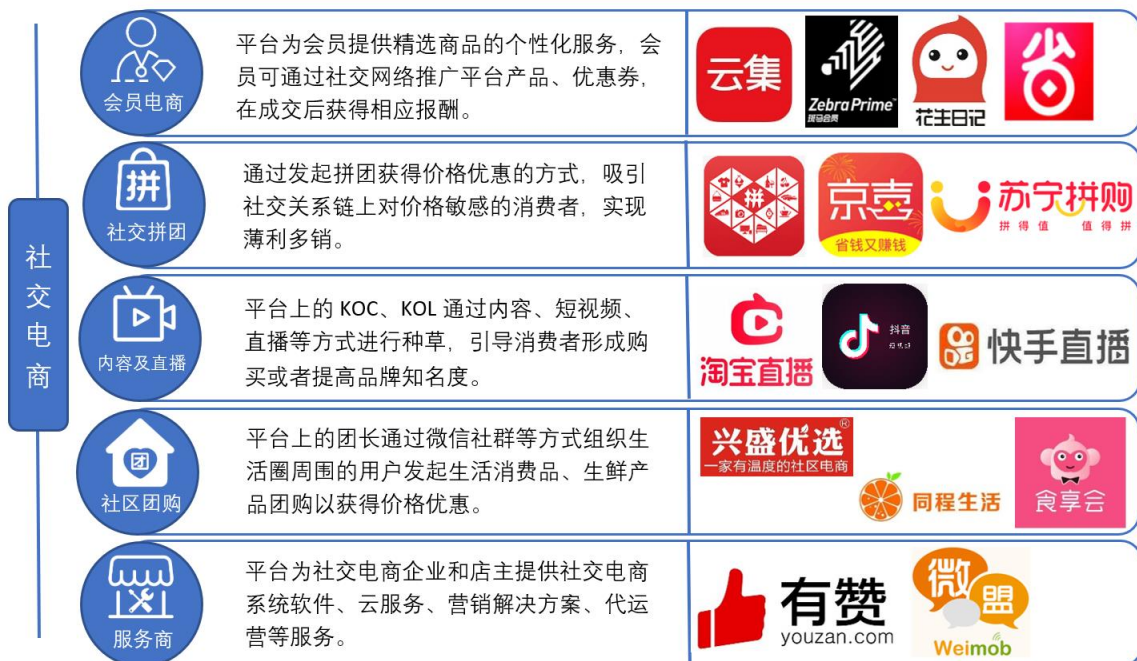 社交电商
会员电商
平台为会员提供精选商品的个性化服务，会
员可通过社交网络推广平台产品、优惠券，
在成交后获得相应报酬。
云集
Zebra Prime™
斑马会员
花生日记
省
拼
社交拼团
通过发起拼团获得价格优惠的方式，吸引
社交关系链上对价格敏感的消费者，实现
薄利多销。
拼
京喜
省钱又赚钱
苏宁拼购
拼得值 值得拼
内容及直播
平台上的 KOC、KOL 通过内容、短视频、
直播等方式进行种草，引导消费者形成购
买或者提高品牌知名度。
淘宝直播
抖音
快手直播
团
社区团购
平台上的团长通过微信社群等方式组织生
活圈周围的用户发起生活消费品、生鲜产
品团购以获得价格优惠。
兴盛优选®
一家有温度的社区电商
同程生活
食享会
服务商
平台为社交电商企业和店主提供社交电商
系统软件、云服务、营销解决方案、代运
营等服务。
有赞
youzan.com
微盟
Weimob